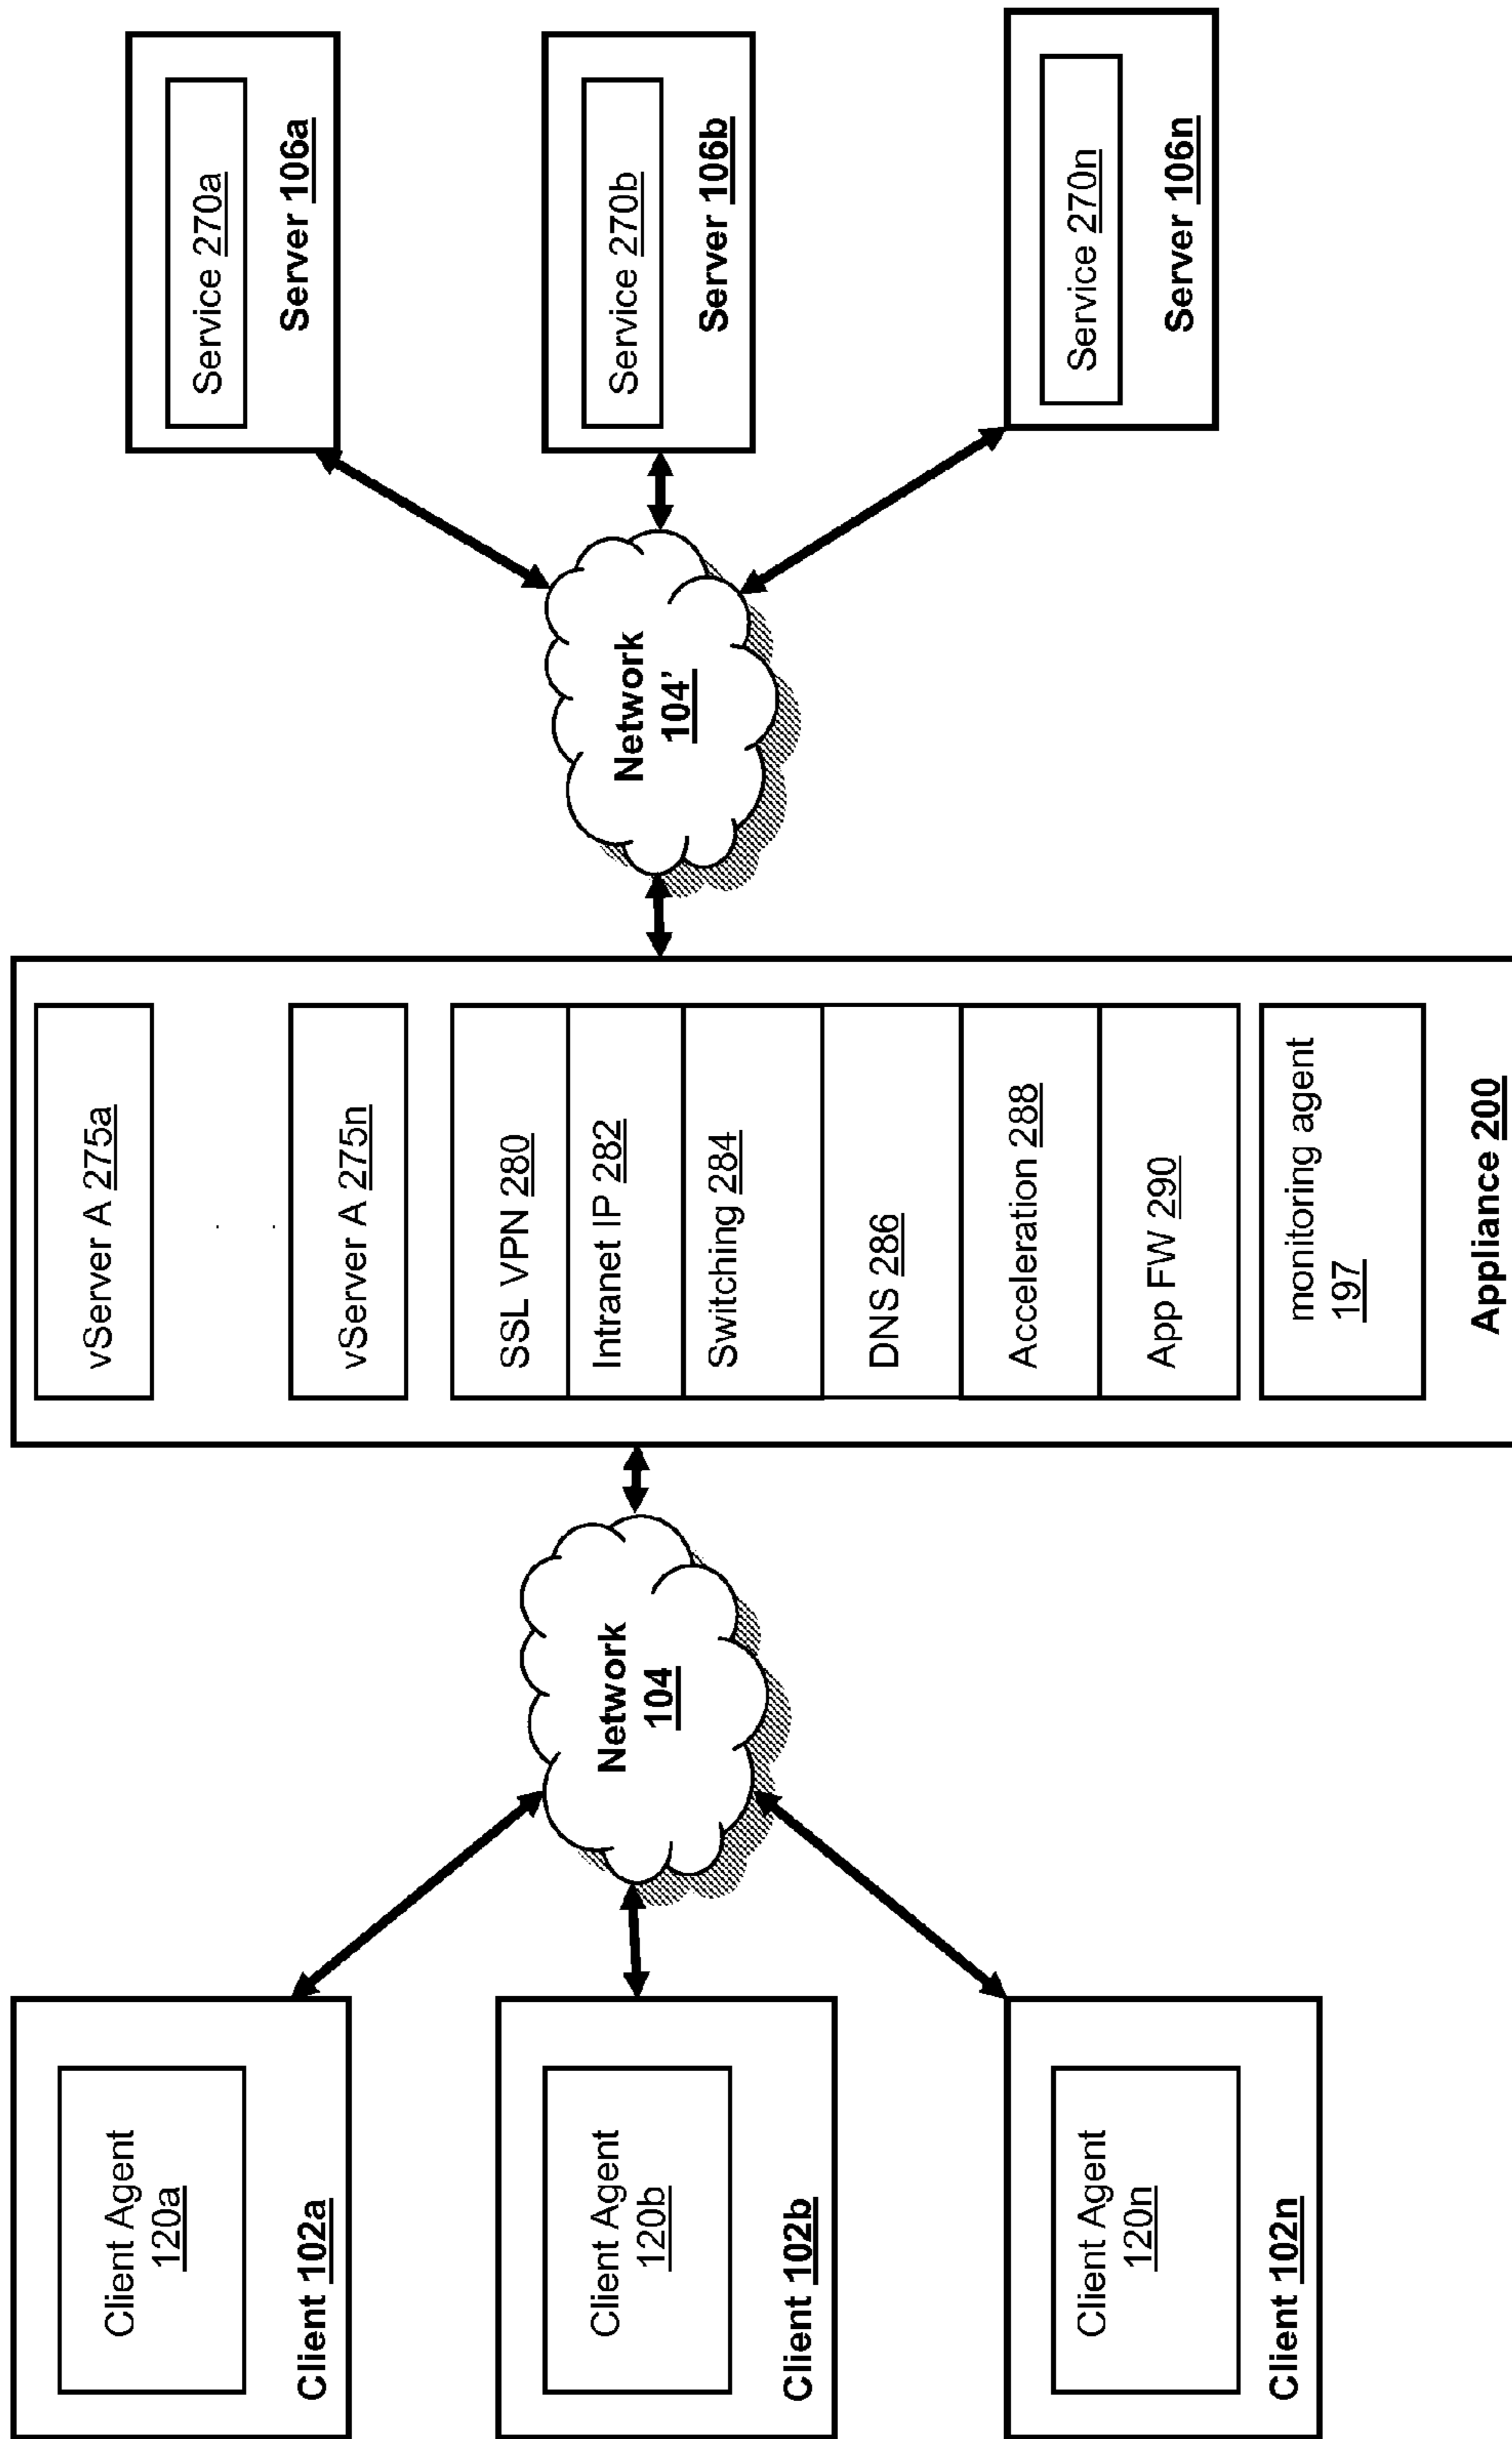 Client Agent
120a
Client 102a
Client Agent
120b
Client 102b
Client Agent
120n
Client 102n
Network
104
vServer A 275a
vServer A 275n
SSL VPN 280
Intranet IP 282
Switching 284
DNS 286
Acceleration 288
App FW 290
monitoring agent
197
Appliance 200
Network
104’
Service 270a
Server 106a
Service 270b
Server 106b
Service 270n
Server 106n